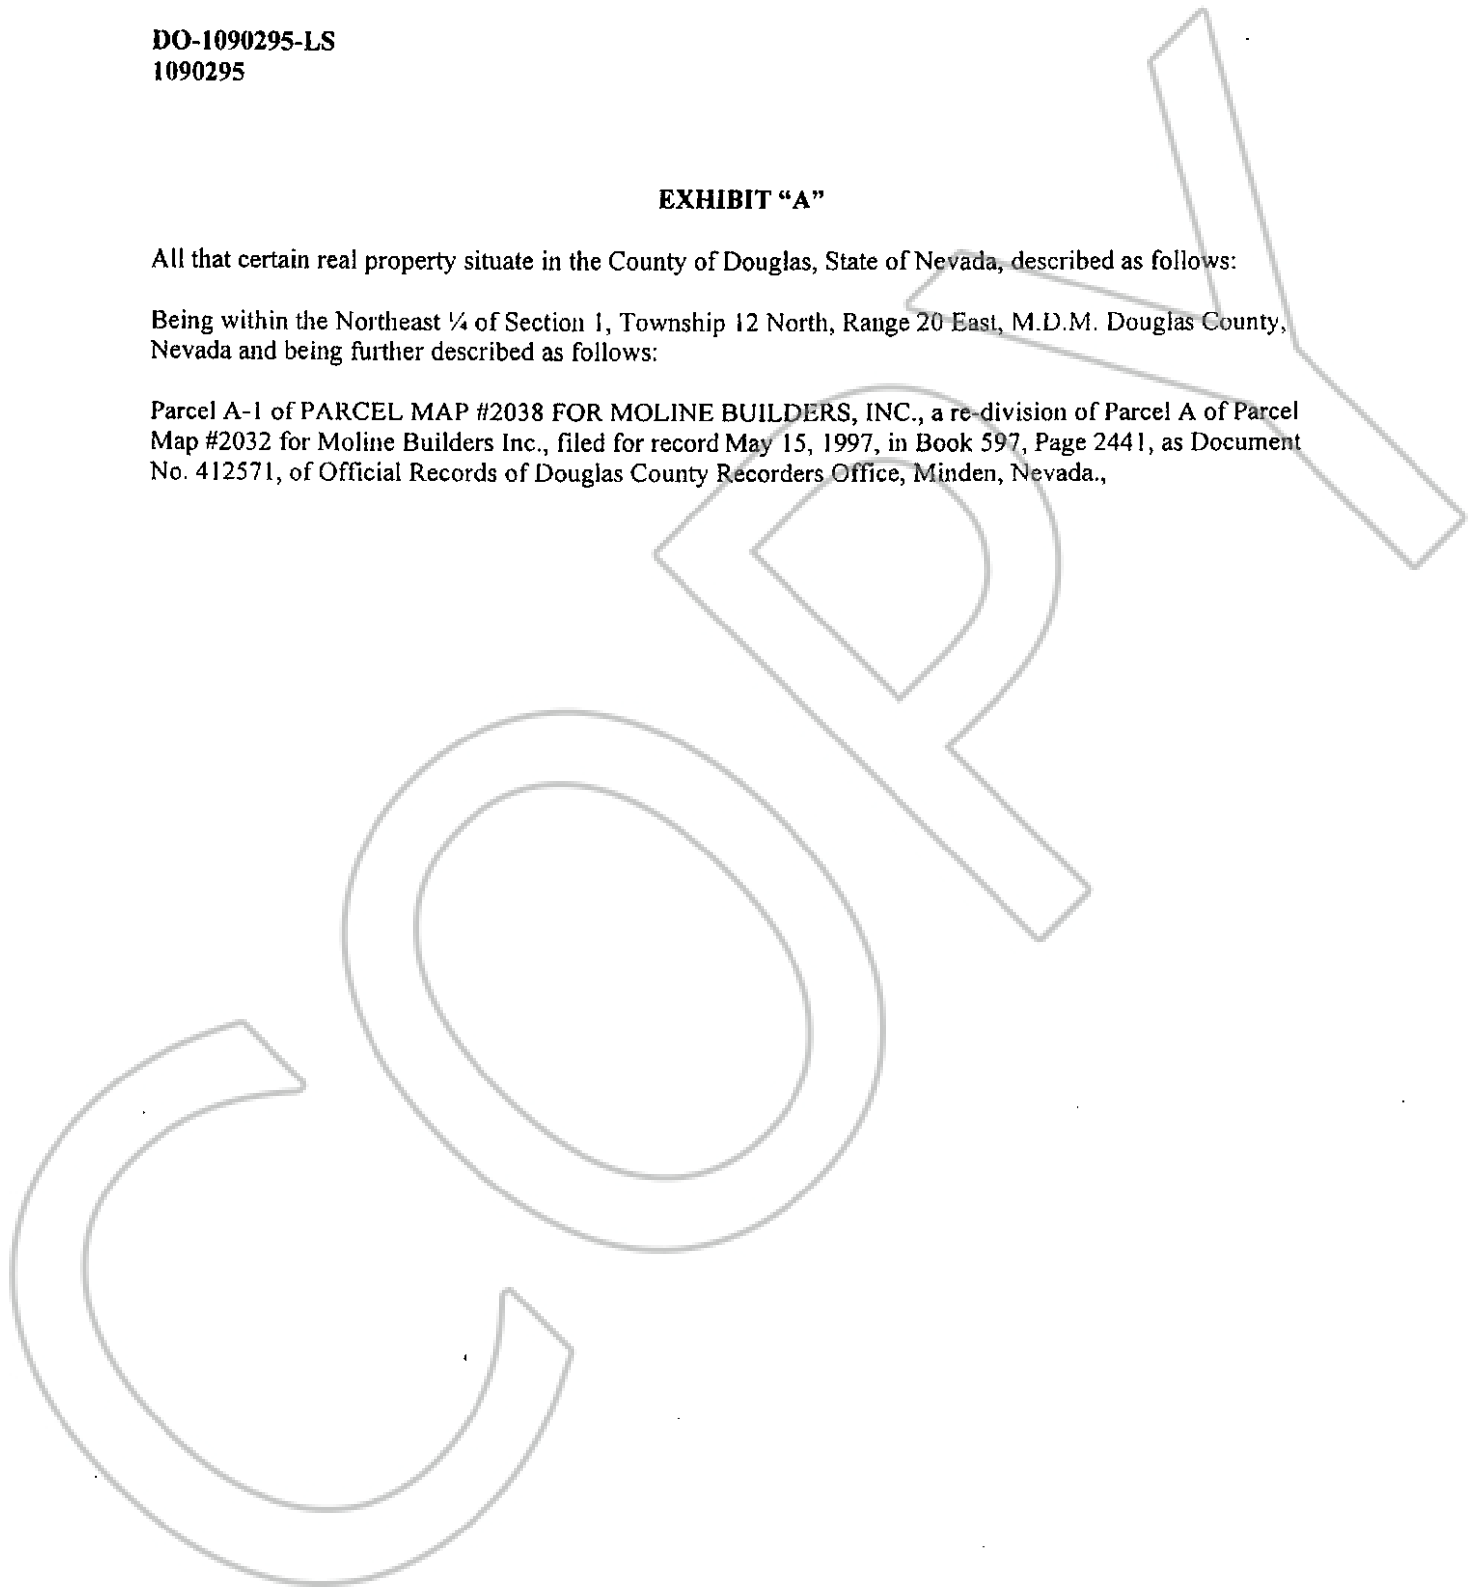 DO-1090295-LS
1090295
EXHIBIT “A”
All that certain real property situate in the County of Douglas, State of Nevada, described as follows:
Being within the Northeast ¼ of Section 1, Township 12 North, Range 20 East, M.D.M. Douglas County,
Nevada and being further described as follows:
Parcel A-1 of PARCEL MAP #2038 FOR MOLINE BUILDERS, INC., a re-division of Parcel A of Parcel
Map #2032 for Moline Builders Inc., filed for record May 15, 1997, in Book 597, Page 2441, as Document
No. 412571, of Official Records of Douglas County Recorders Office, Minden, Nevada.,
COPY